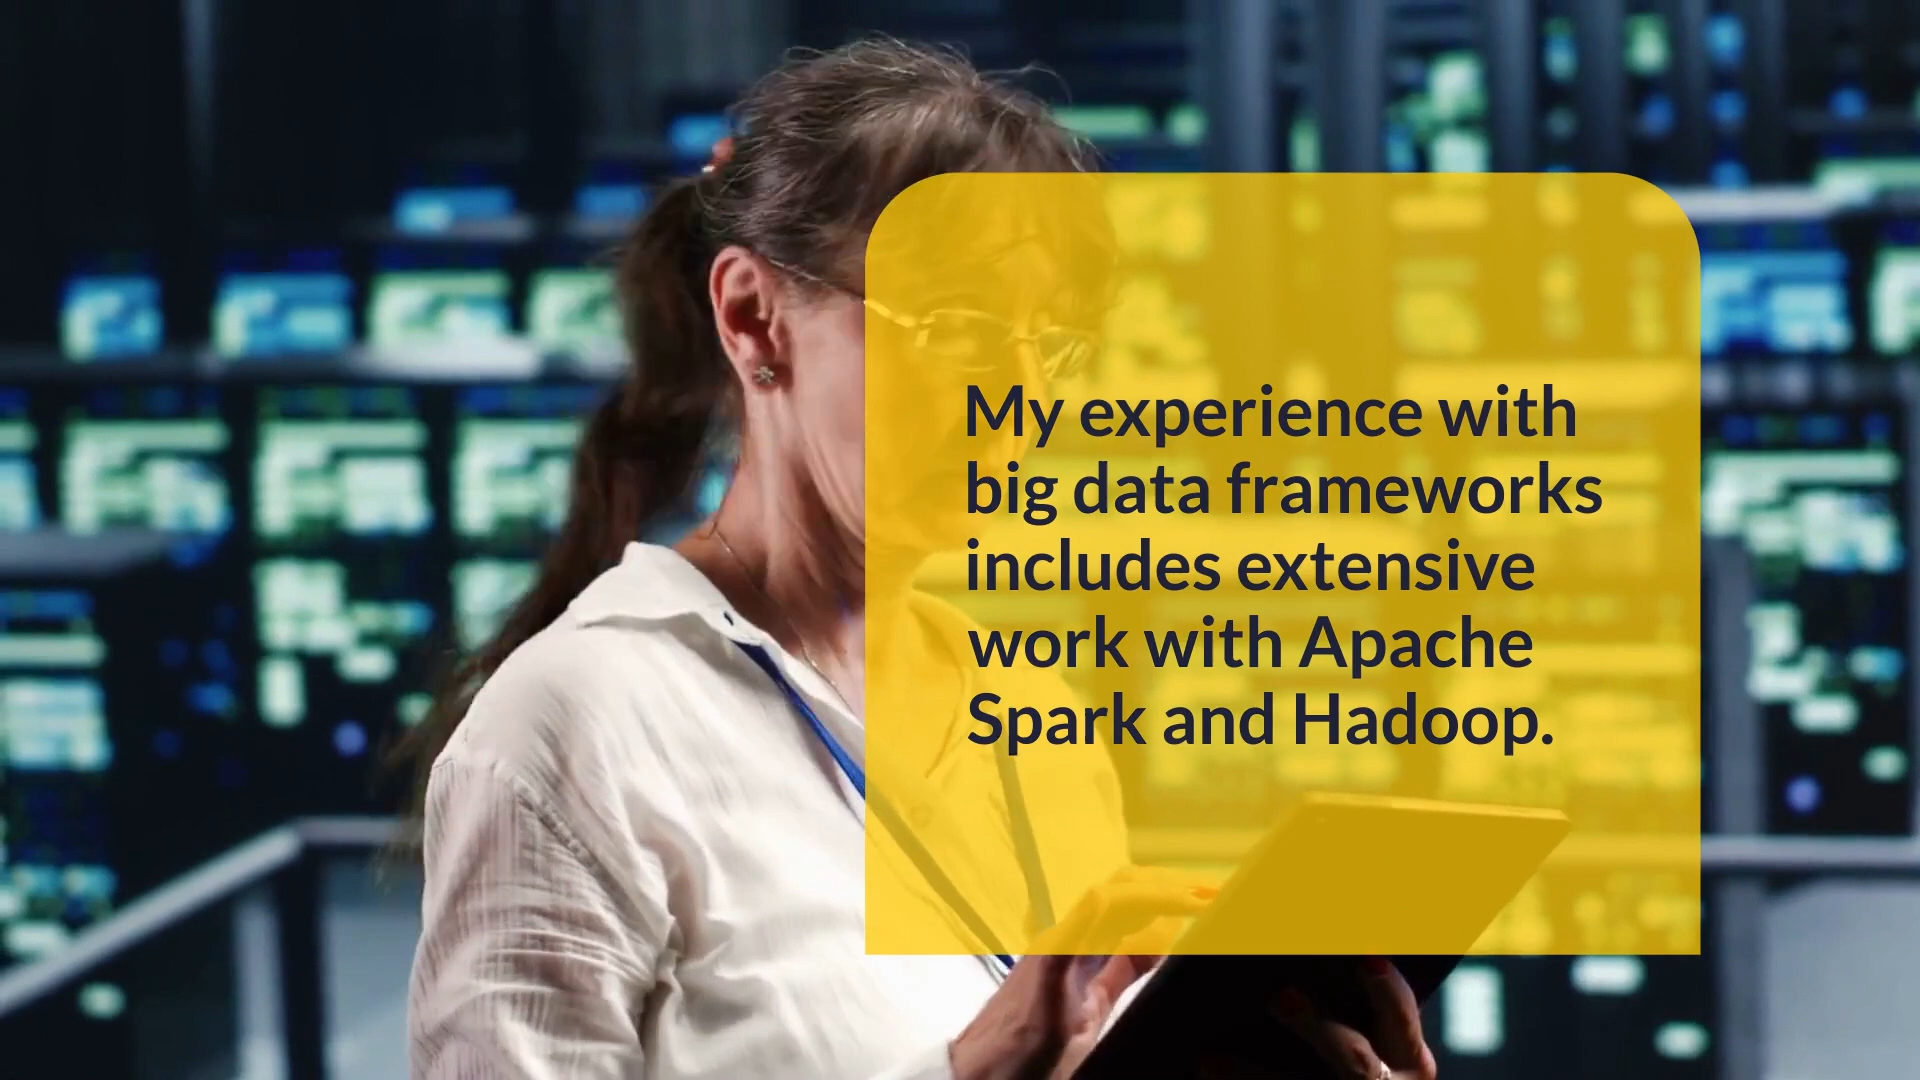 My experience with
big data frameworks
includes extensive
work with Apache
Spark and Hadoop.